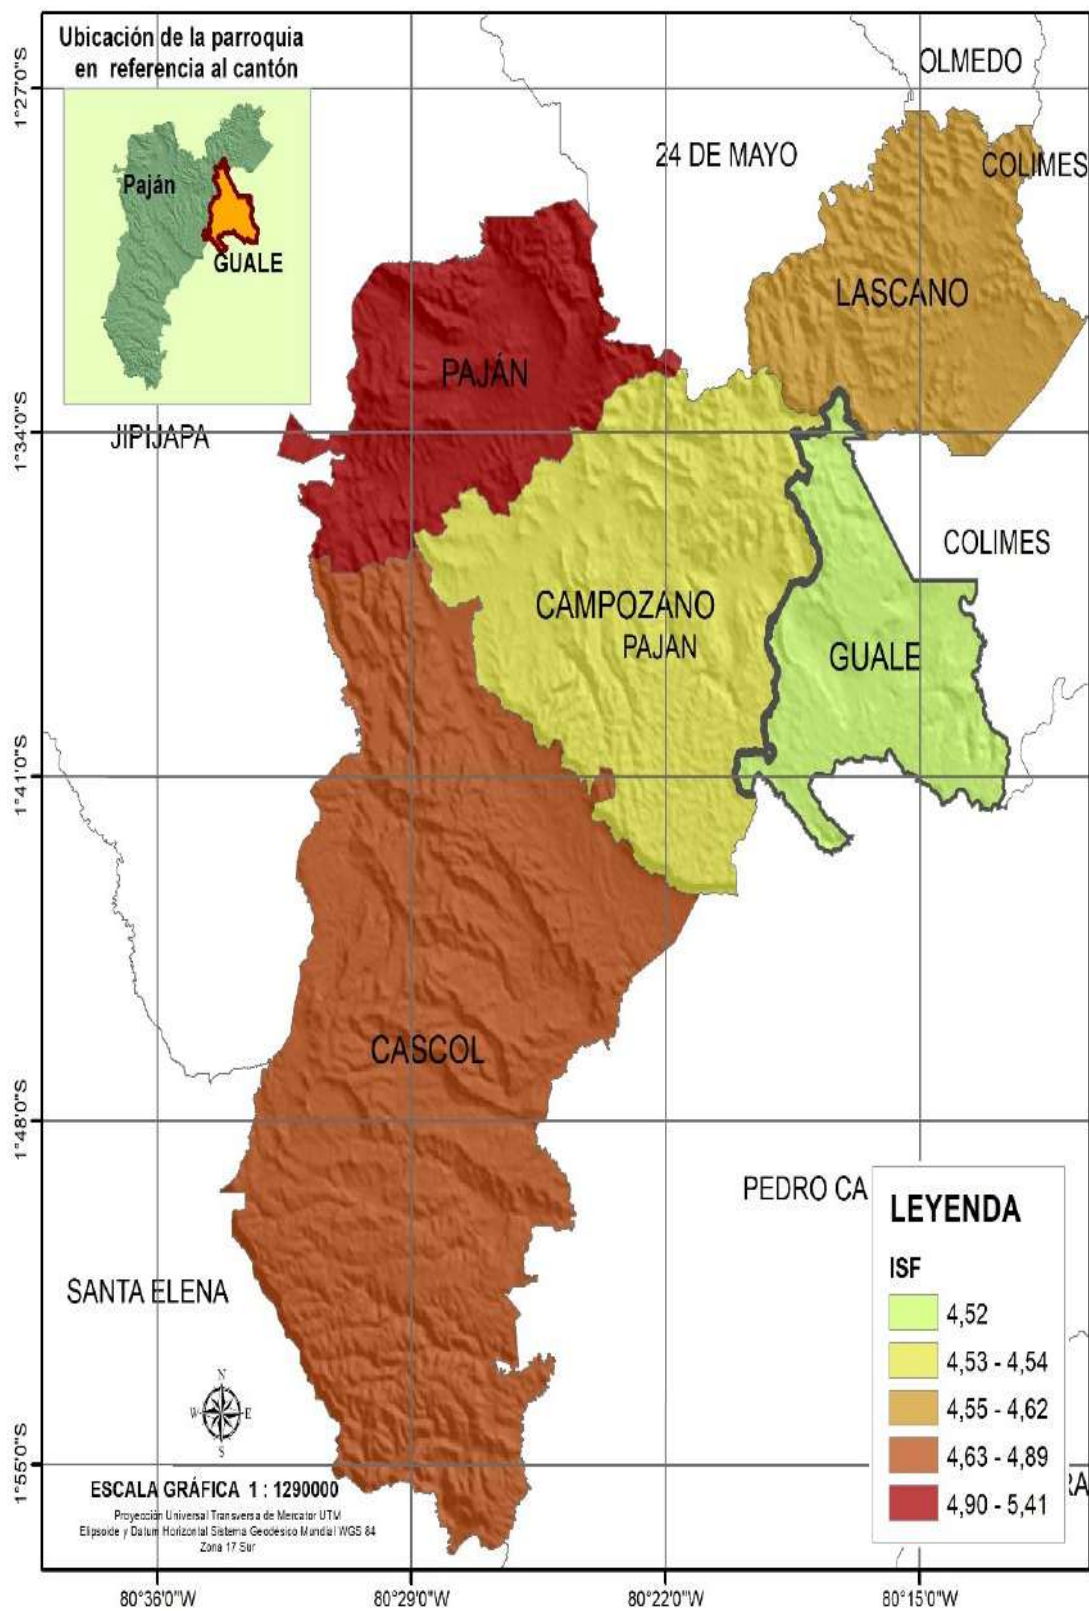 Ubicación de la parroquia
en referencia al cantón
Paján
GUALE
OLMEDO
24 DE MAYO
COLIMES
LASCANO
PAJÁN
JIPIJAPA
COLIMES
CAMPOZANO
PAJAN
GUALE
CASCOL
PEDRO CA
SANTA ELENA
LEYENDA
ISF
4,52
4,53 - 4,54
4,55 - 4,62
4,63 - 4,89
4,90 - 5,41
RA
N
W E
S
ESCALA GRÁFICA 1 : 1290000
Proyección Universal Transversa de Mercator UTM
Elipsoide y Datum Horizontal Sistema Geodésico Mundial WGS 84
Zona 17 Sur
1°27'0"S
1°34'0"S
1°41'0"S
1°48'0"S
1°55'0"S
80°36'0"W
80°29'0"W
80°22'0"W
80°15'0"W